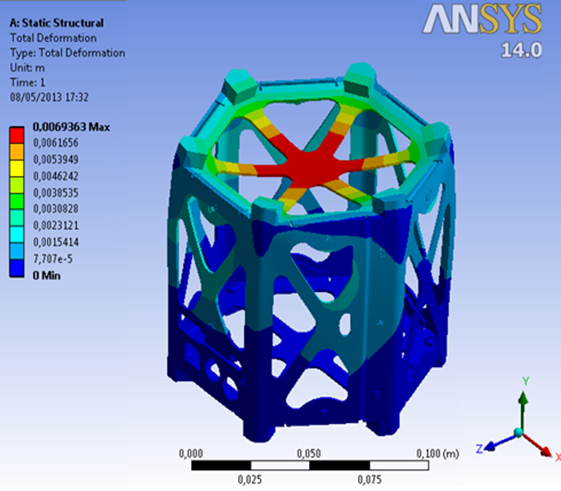 A: Static Structural
Total Deformation
Type: Total Deformation
Unit: m
Time: 1
08/05/2013 17:32
0,0069363 Max
0,0061656
0,0053949
0,0046242
0,0038535
0,0030828
0,0023121
0,0015414
7,707e-5
0 Min
ANSYS
14.0
0,000
0,050
0,100 (m)
0,025
0,075
Y
Z
X